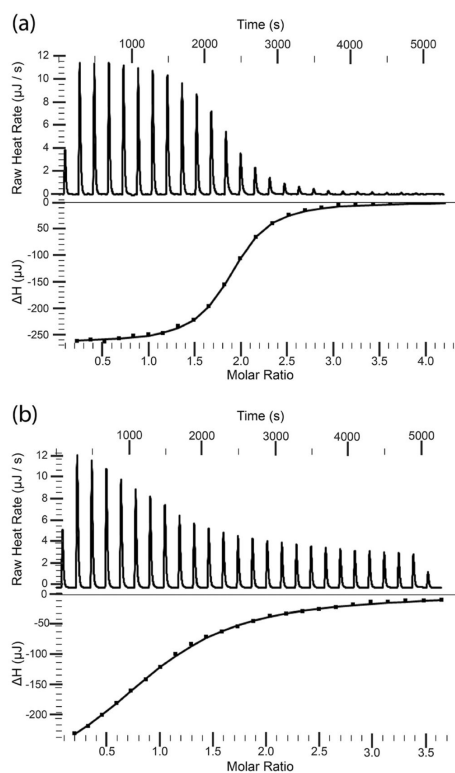 (a)
Time (s)
1000 2000 3000 4000 5000
Raw Heat Rate (μJ / s)
12
10
8
6
4
2
0
ΔH (μJ)
0
-50
-100
-150
-200
-250
0.5 1.0 1.5 2.0 2.5 3.0 3.5 4.0
Molar Ratio
(b)
Time (s)
1000 2000 3000 4000 5000
Raw Heat Rate (μJ / s)
12
10
8
6
4
2
0
ΔH (μJ)
0
-50
-100
-150
-200
0.5 1.0 1.5 2.0 2.5 3.0 3.5
Molar Ratio